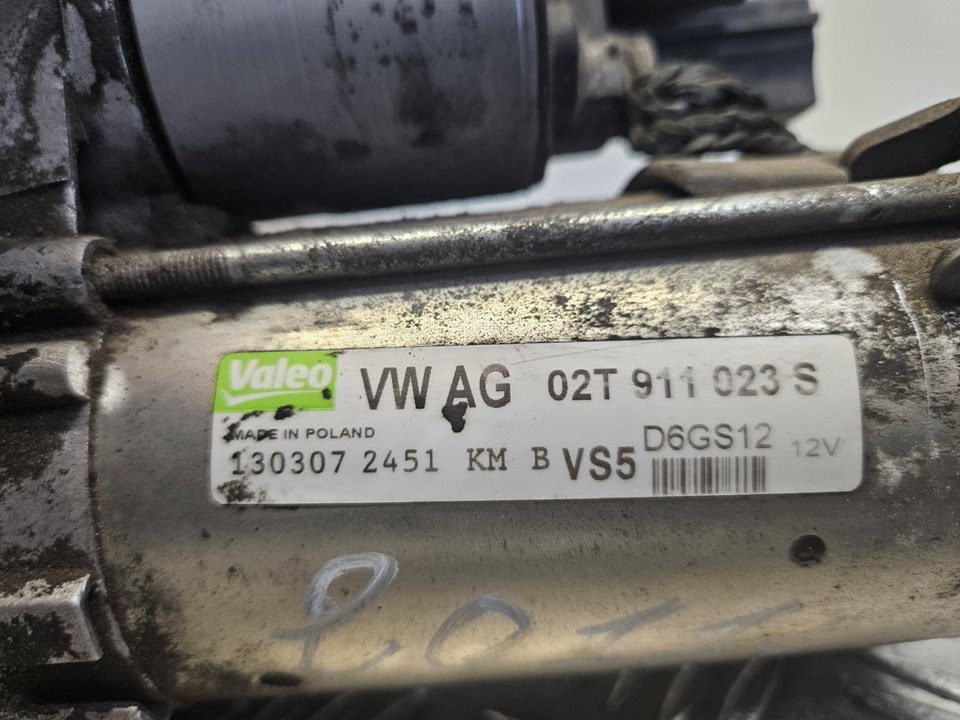 Valeo VW AG 02T 911 023 S
MADE IN POLAND
130307 2451 KM B VS5 D6GS12 12V